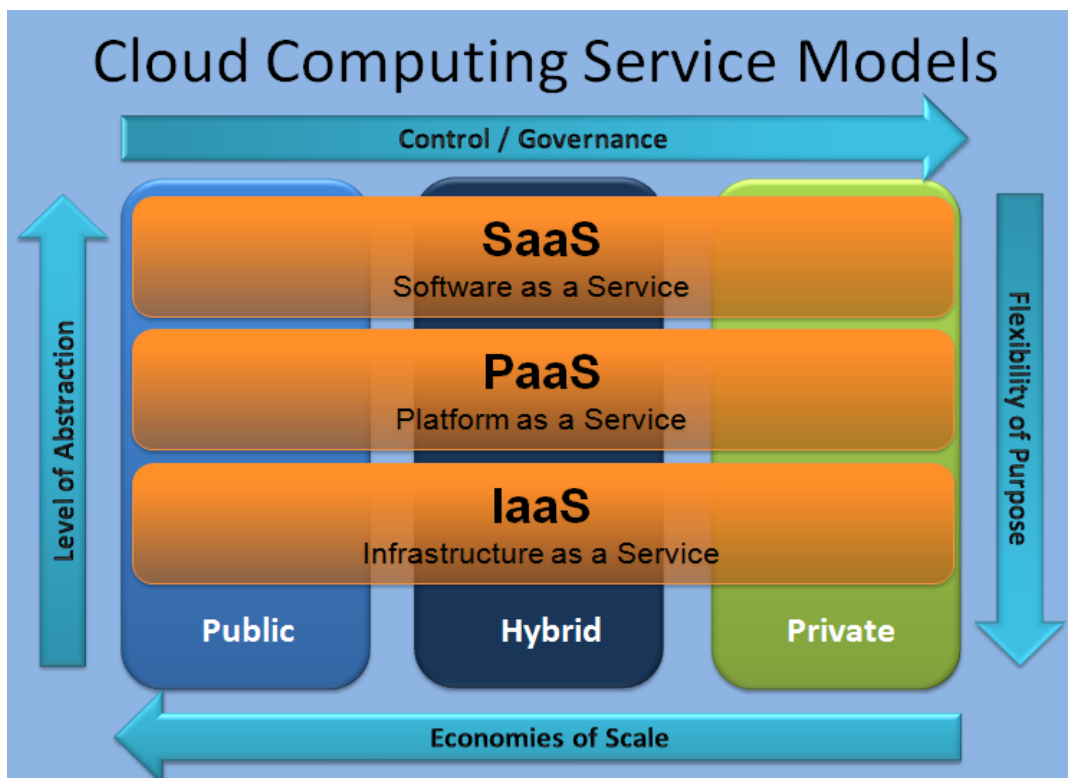 Cloud Computing Service Models
Control / Governance
Level of Abstraction
SaaS
Software as a Service
PaaS
Platform as a Service
IaaS
Infrastructure as a Service
Flexibility of Purpose
Public
Hybrid
Private
Economies of Scale